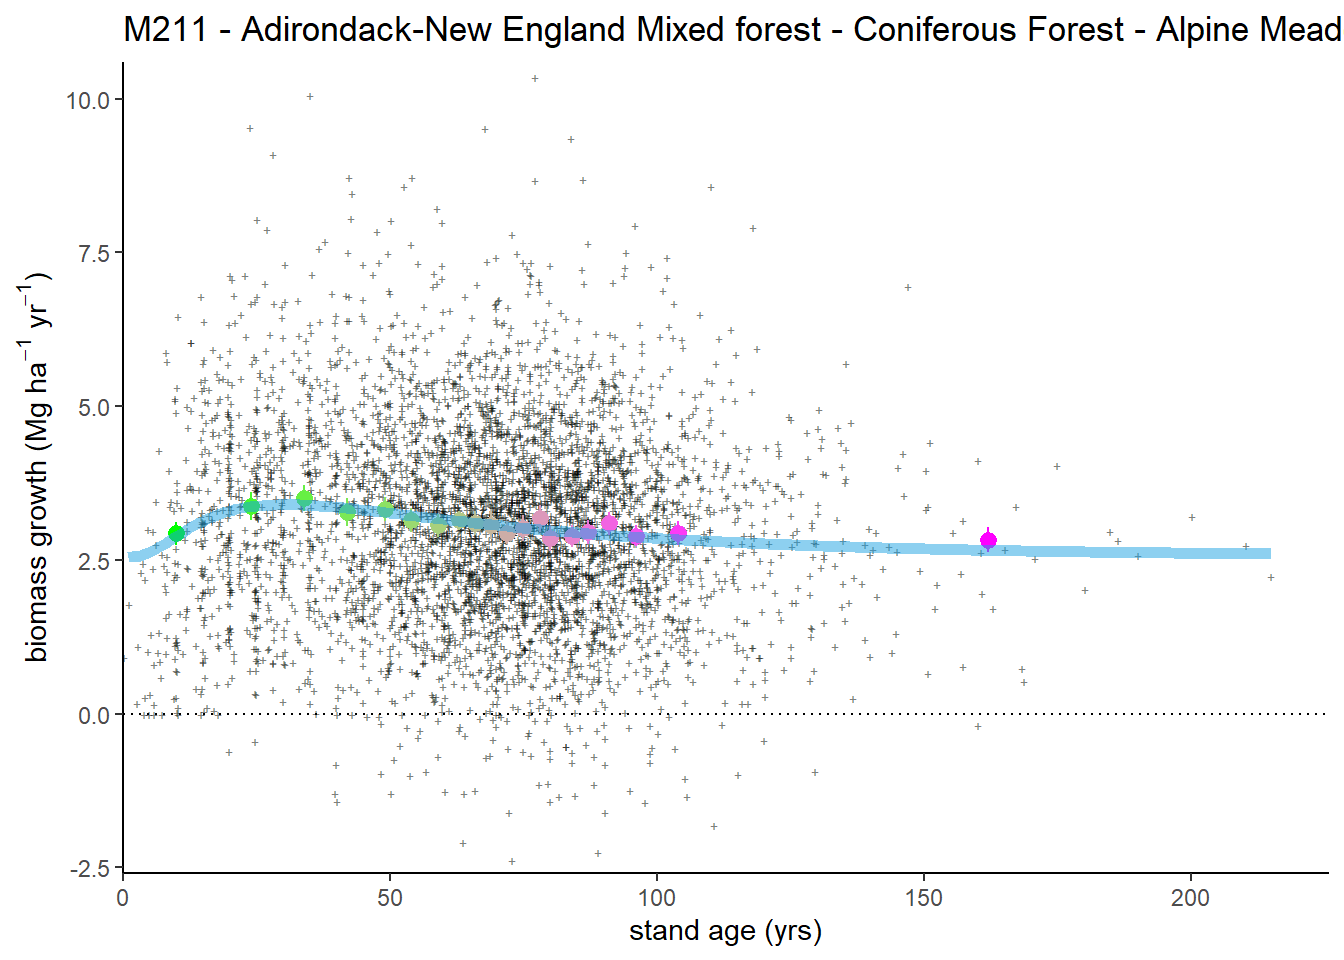 M211 - Adirondack-New England Mixed forest - Coniferous Forest - Alpine Mead
10.0
7.5
5.0
2.5
0.0
-2.5
biomass growth (Mg ha⁻¹ yr⁻¹)
0 50 100 150 200
stand age (yrs)